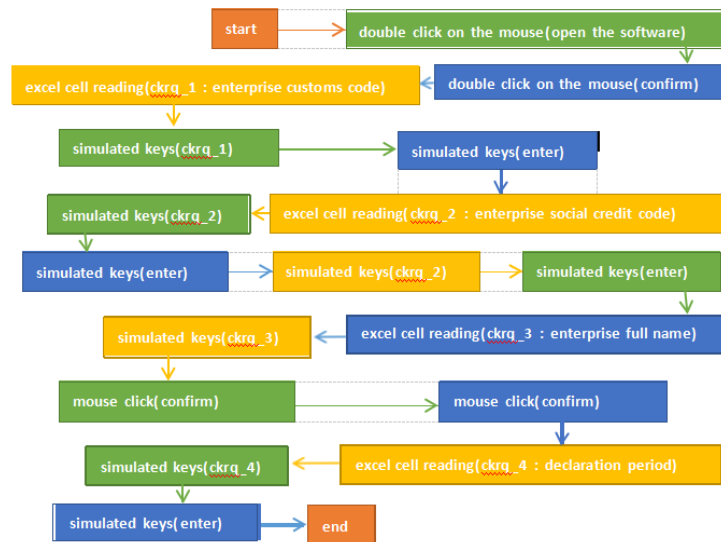 start
double click on the mouse(open the software)
double click on the mouse(confirm)
excel cell reading(ckrq_1 : enterprise customs code)
simulated keys(ckrq_1)
simulated keys(enter)
excel cell reading(ckrq_2 : enterprise social credit code)
simulated keys(ckrq_2)
simulated keys(enter)
simulated keys(ckrq_2)
simulated keys(enter)
excel cell reading(ckrq_3 : enterprise full name)
simulated keys(ckrq_3)
mouse click(confirm)
mouse click(confirm)
excel cell reading(ckrq_4 : declaration period)
simulated keys(ckrq_4)
simulated keys(enter)
end